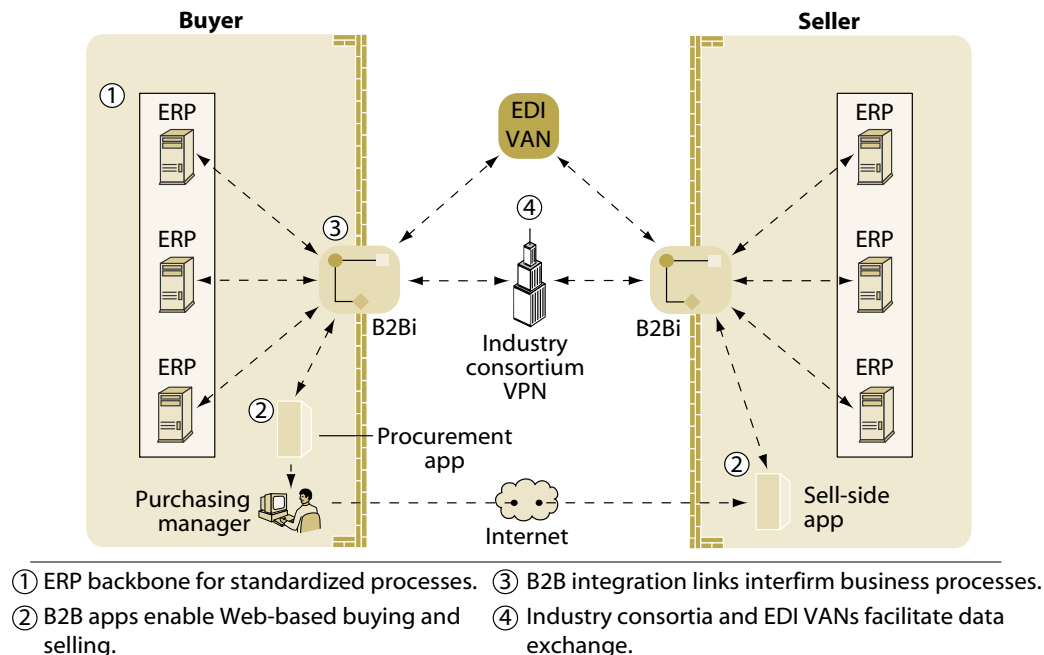 Buyer
Seller
①
ERP
ERP
ERP
EDI
VAN
ERP
ERP
ERP
③
④
B2Bi
B2Bi
Industry
consortium
VPN
②
Procurement
app
②
Purchasing
manager
Internet
Sell-side
app
① ERP backbone for standardized processes.
② B2B apps enable Web-based buying and
selling.
③ B2B integration links interfirm business processes.
④ Industry consortia and EDI VANs facilitate data
exchange.